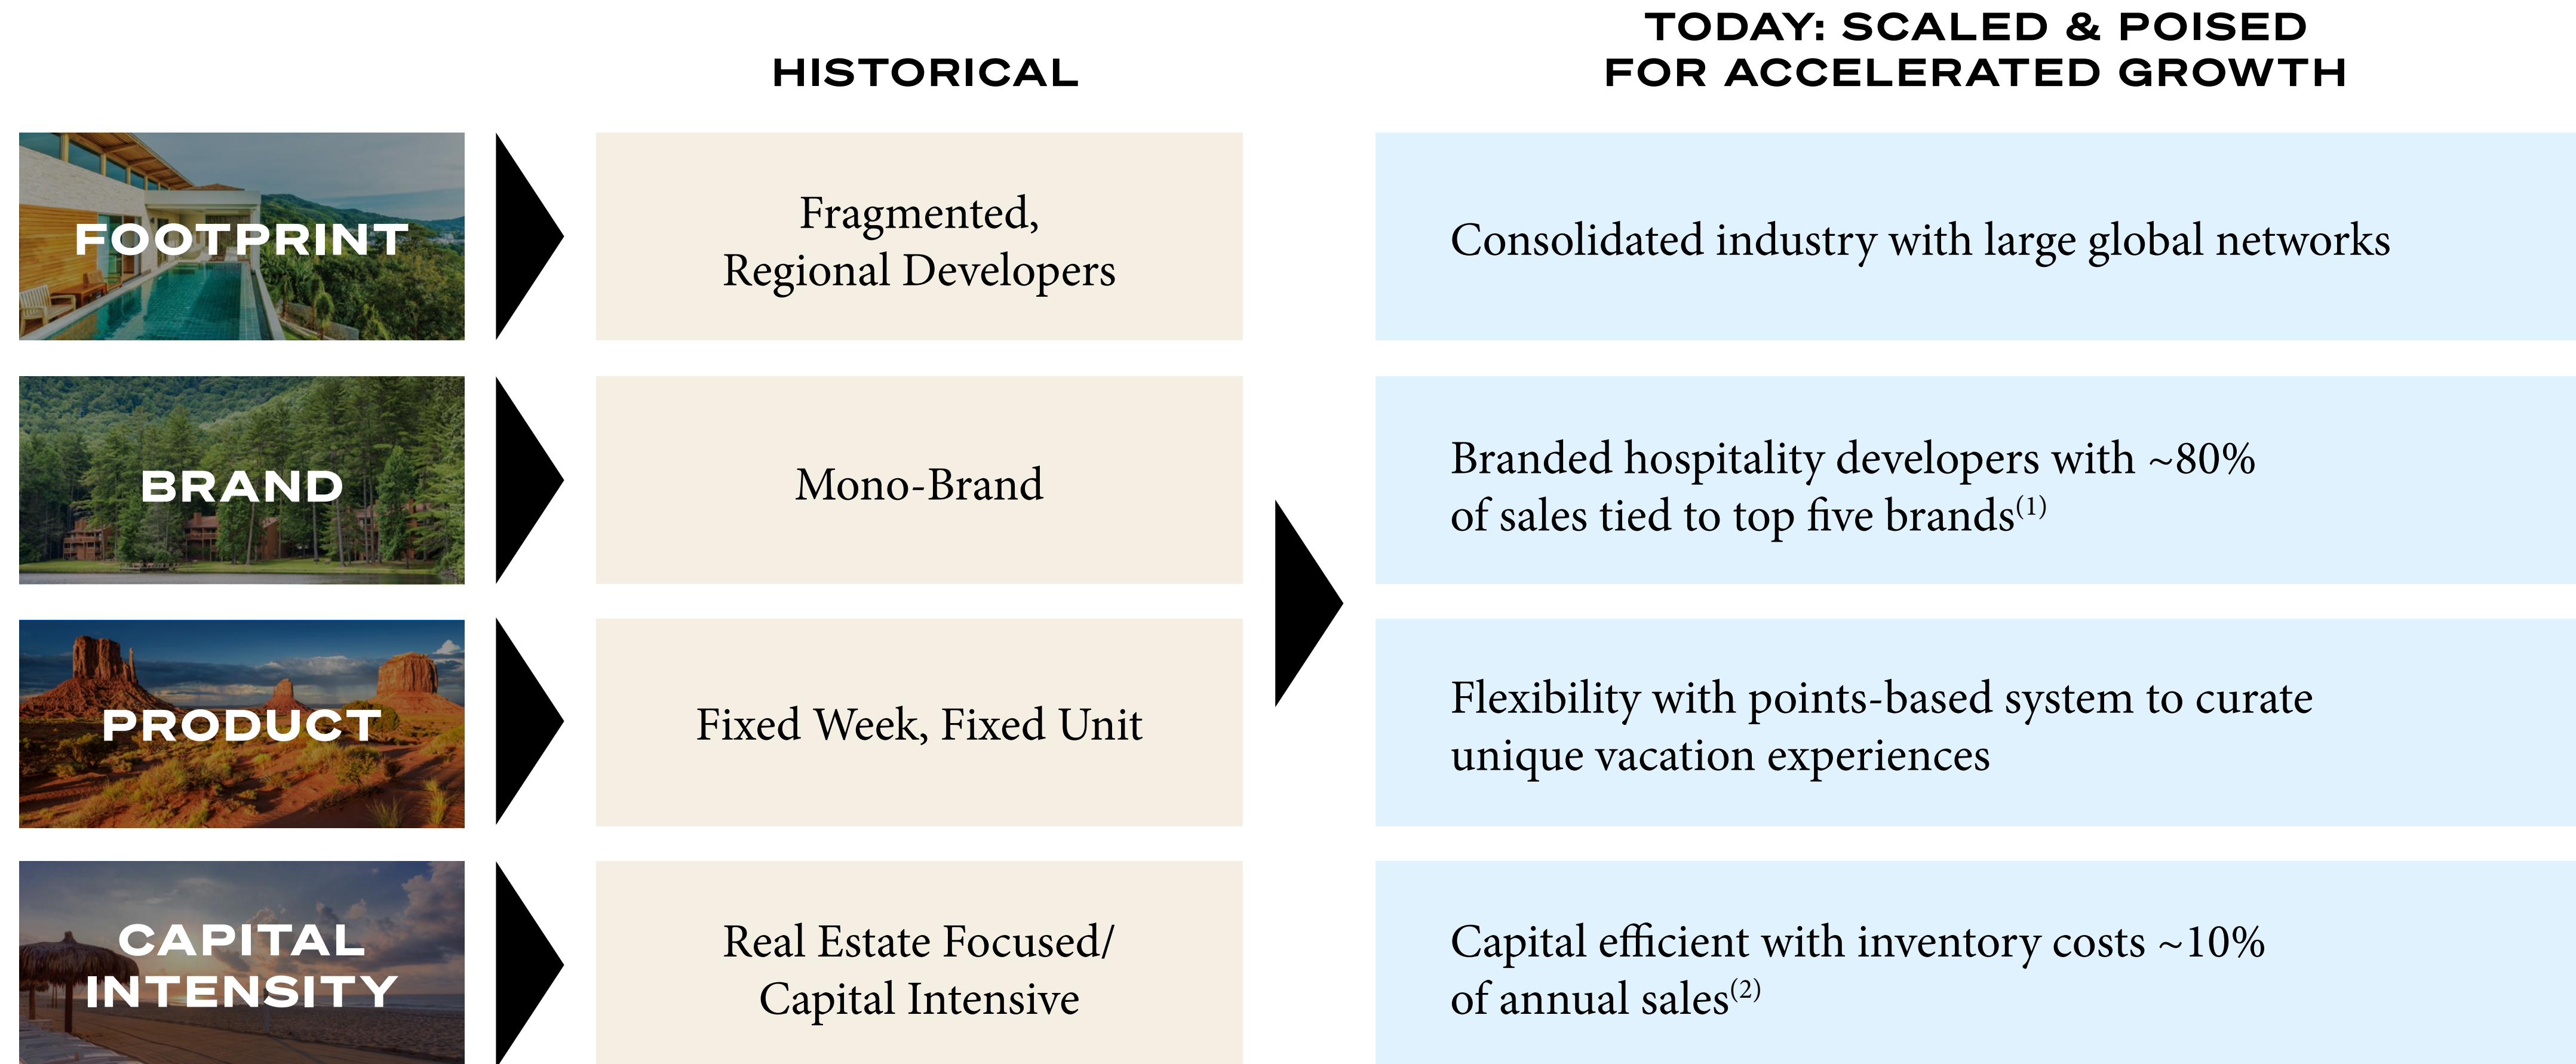 HISTORICAL
TODAY: SCALED & POISED
FOR ACCELERATED GROWTH
FOOTPRINT
Fragmented,
Regional Developers
Consolidated industry with large global networks
BRAND
Mono-Brand
Branded hospitality developers with ~80%
of sales tied to top five brands(1)
PRODUCT
Fixed Week, Fixed Unit
Flexibility with points-based system to curate
unique vacation experiences
CAPITAL
INTENSITY
Real Estate Focused/
Capital Intensive
Capital efficient with inventory costs ~10%
of annual sales(2)